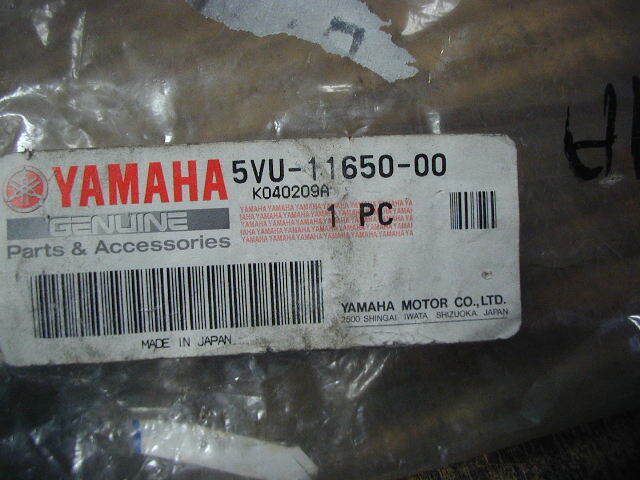 YAMAHA 5VU-11650-00
K040209A
GENUINE
Parts & Accessories
1 PC
YAMAHA MOTOR CO., LTD.
2500 SHINGAI, IWATA, SHIZUOKA, JAPAN
MADE IN JAPAN